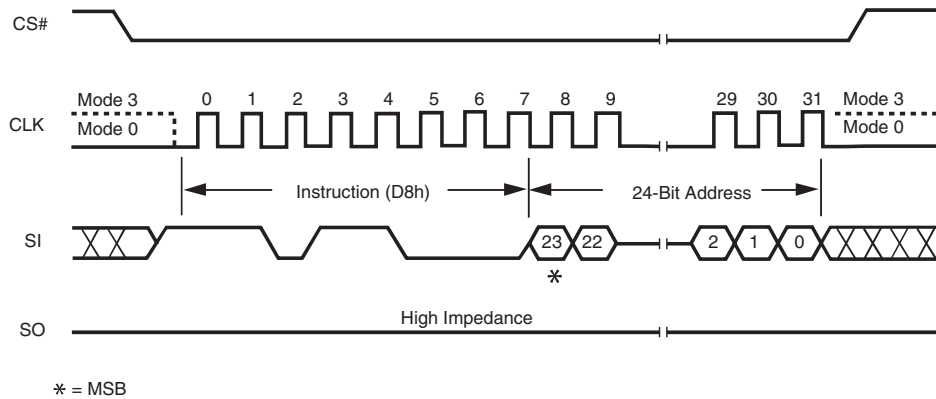 CS#
Mode 3
CLK
Mode 0
0 1 2 3 4 5 6 7 8 9 29 30 31
Mode 3
Mode 0
Instruction (D8h)
24-Bit Address
SI
23 22 2 1 0
*
SO
High Impedance
* = MSB